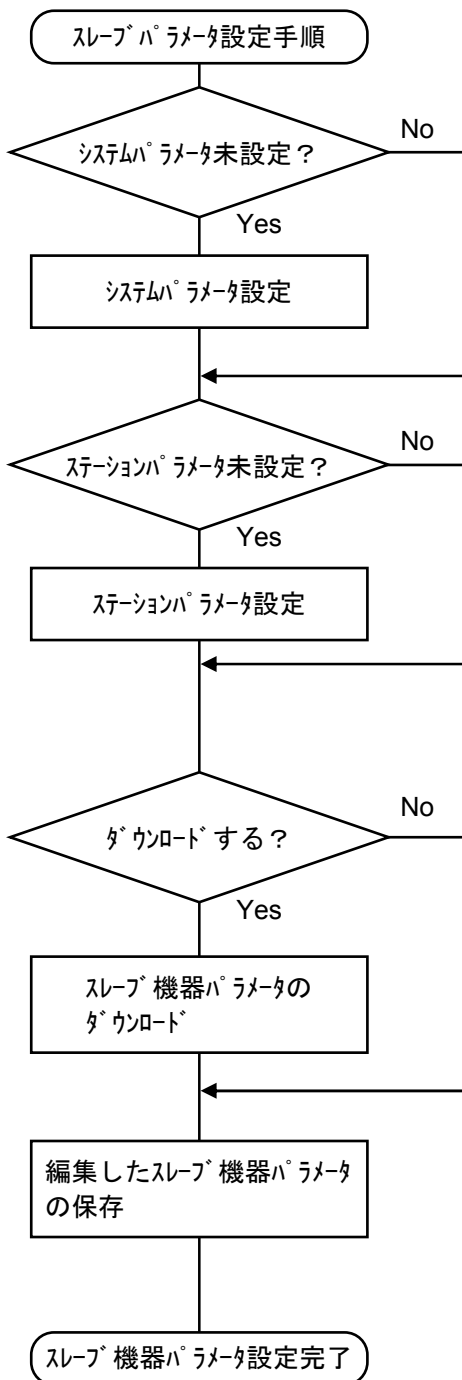 ｽﾚｰﾌﾞﾊﾟﾗﾒｰﾀ設定手順
ｼｽﾃﾑﾊﾟﾗﾒｰﾀ未設定？
No
Yes
ｼｽﾃﾑﾊﾟﾗﾒｰﾀ設定
ｽﾃｰｼｮﾝﾊﾟﾗﾒｰﾀ未設定？
No
Yes
ｽﾃｰｼｮﾝﾊﾟﾗﾒｰﾀ設定
ﾀﾞｳﾝﾛｰﾄﾞする？
No
Yes
ｽﾚｰﾌﾞ機器ﾊﾟﾗﾒｰﾀの
ﾀﾞｳﾝﾛｰﾄﾞ
編集したｽﾚｰﾌﾞ機器ﾊﾟﾗﾒｰﾀ
の保存
ｽﾚｰﾌﾞ機器ﾊﾟﾗﾒｰﾀ設定完了